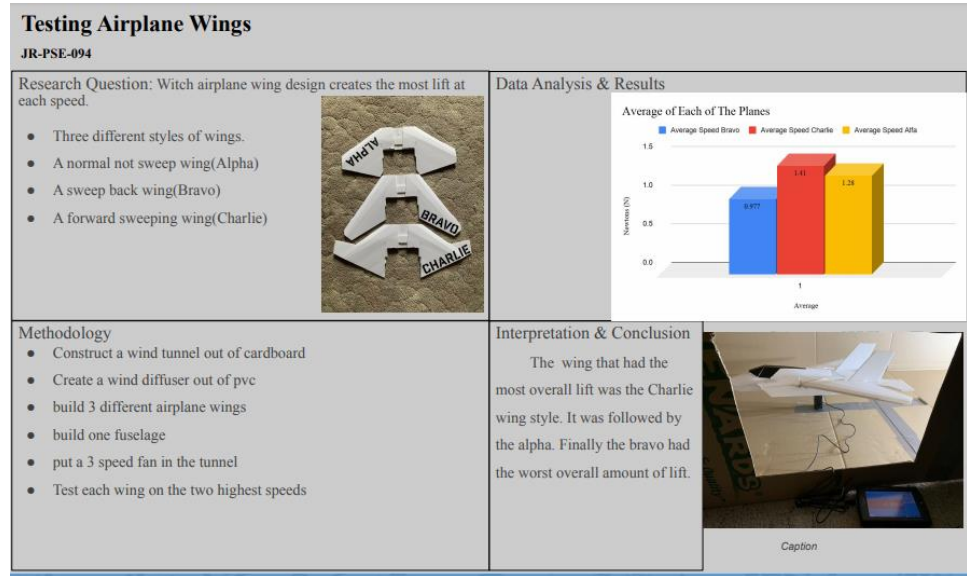 Testing Airplane Wings
JR-PSE-094
Research Question: Witch airplane wing design creates the most lift at
each speed.
● Three different styles of wings.
● A normal not sweep wing(Alpha)
● A sweep back wing(Bravo)
● A forward sweeping wing(Charlie)
ALPHA
BRAVO
CHARLIE
Data Analysis & Results
Average of Each of The Planes
Average Speed Bravo Average Speed Charlie Average Speed Alfa
Newtons (N)
1.5
1.0
0.5
0.0
0.977
1.41
1.28
1
Average
Methodology
● Construct a wind tunnel out of cardboard
● Create a wind diffuser out of pvc
● build 3 different airplane wings
● build one fuselage
● put a 3 speed fan in the tunnel
● Test each wing on the two highest speeds
Interpretation & Conclusion
The wing that had the
most overall lift was the Charlie
wing style. It was followed by
the alpha. Finally the bravo had
the worst overall amount of lift.
ENARDS
Caption